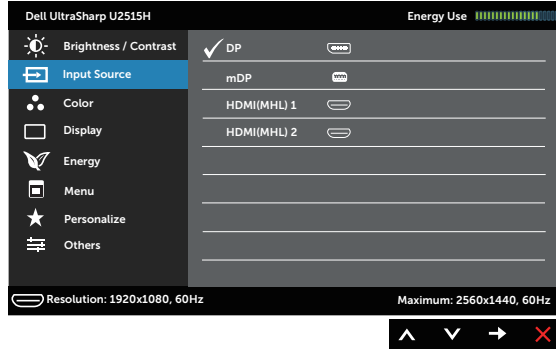 Dell UltraSharp U2515H
Energy Use
Brightness / Contrast
DP
Input Source
mDP
Color
HDMI(MHL) 1
Display
HDMI(MHL) 2
Energy
Menu
Personalize
Others
Resolution: 1920x1080, 60Hz
Maximum: 2560x1440, 60Hz